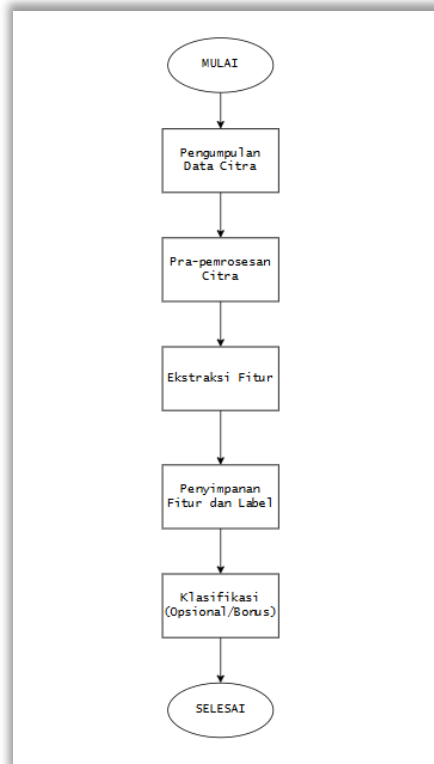 MULAI
Pengumpulan
Data Citra
Pra-pemrosesan
Citra
Ekstraksi Fitur
Penyimpanan
Fitur dan Label
Klasifikasi
(Opsional/Bonus)
SELESAI